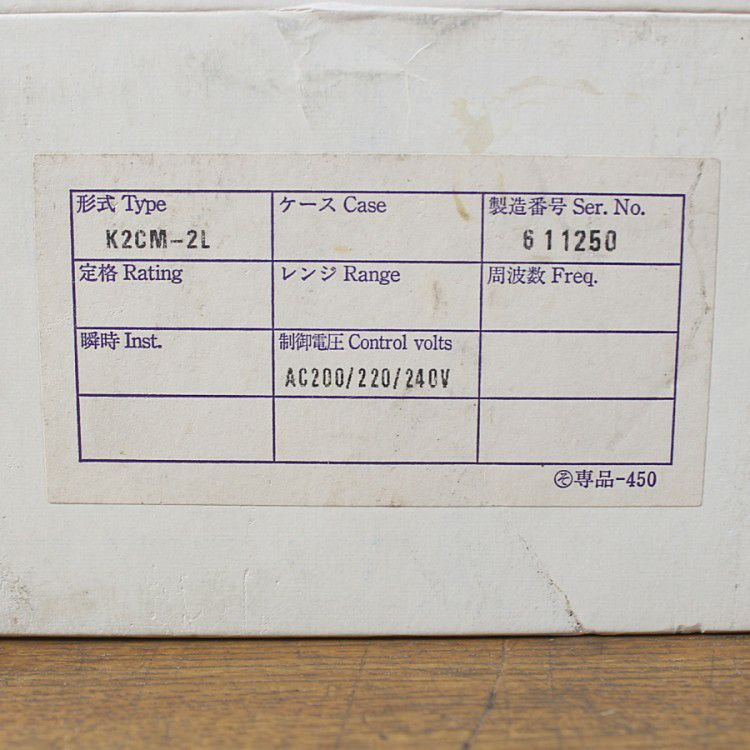 形式 Type
ケース Case
製造番号 Ser. No.
K2CM-2L
611250
定格 Rating
レンジ Range
周波数 Freq.
瞬時 Inst.
制御電圧 Control volts
AC200/220/240V
㋞専品-450